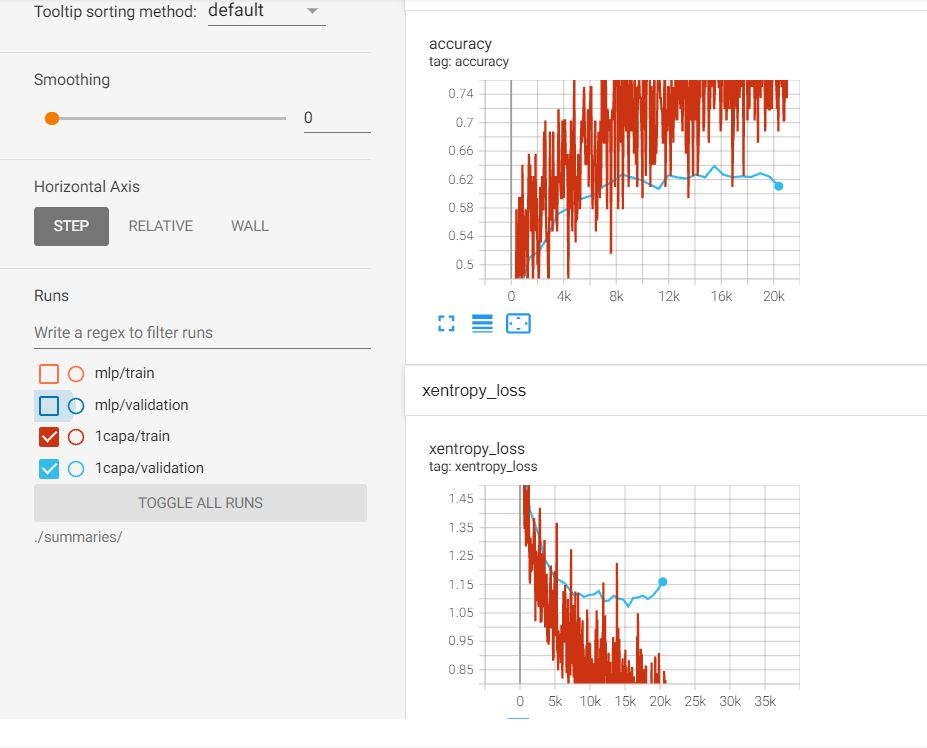 Tooltip sorting method: default
Smoothing
0
Horizontal Axis
STEP RELATIVE WALL
Runs
Write a regex to filter runs
mlp/train
mlp/validation
1capa/train
1capa/validation
TOGGLE ALL RUNS
./summaries/
accuracy
tag: accuracy
0.74
0.7
0.66
0.62
0.58
0.54
0.5
0 4k 8k 12k 16k 20k
xentropy_loss
xentropy_loss
tag: xentropy_loss
1.45
1.35
1.25
1.15
1.05
0.95
0.85
0 5k 10k 15k 20k 25k 30k 35k